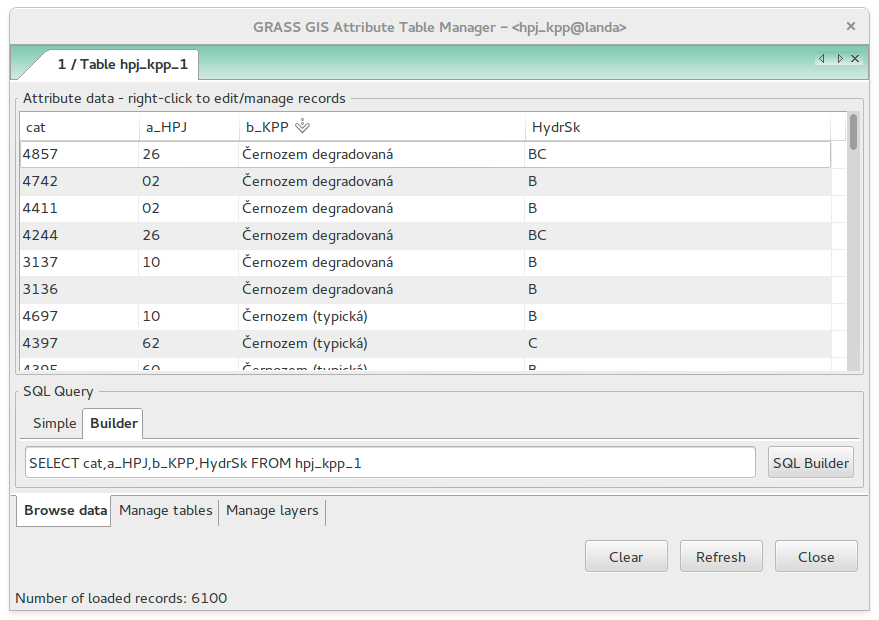 GRASS GIS Attribute Table Manager - <hpj_kpp@landa>
1 / Table hpj_kpp_1
Attribute data - right-click to edit/manage records
cat a_HPJ b_KPP HydrSk
4857 26 Černozem degradovaná BC
4742 02 Černozem degradovaná B
4411 02 Černozem degradovaná B
4244 26 Černozem degradovaná BC
3137 10 Černozem degradovaná B
3136 Černozem degradovaná B
4697 10 Černozem (typická) B
4397 62 Černozem (typická) C
4395 60 Černozem (typická) B
SQL Query
Simple Builder
SELECT cat,a_HPJ,b_KPP,HydrSk FROM hpj_kpp_1 SQL Builder
Browse data Manage tables Manage layers
Clear Refresh Close
Number of loaded records: 6100